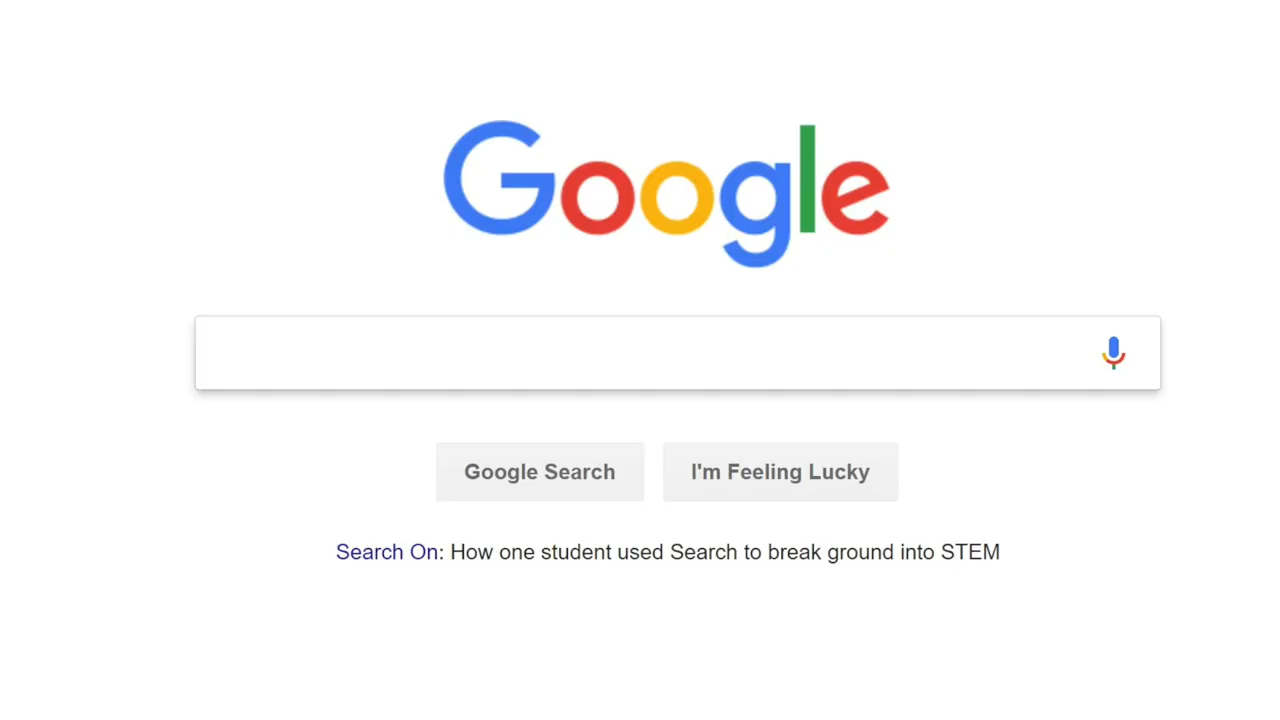 Google
Google Search
I'm Feeling Lucky
Search On: How one student used Search to break ground into STEM